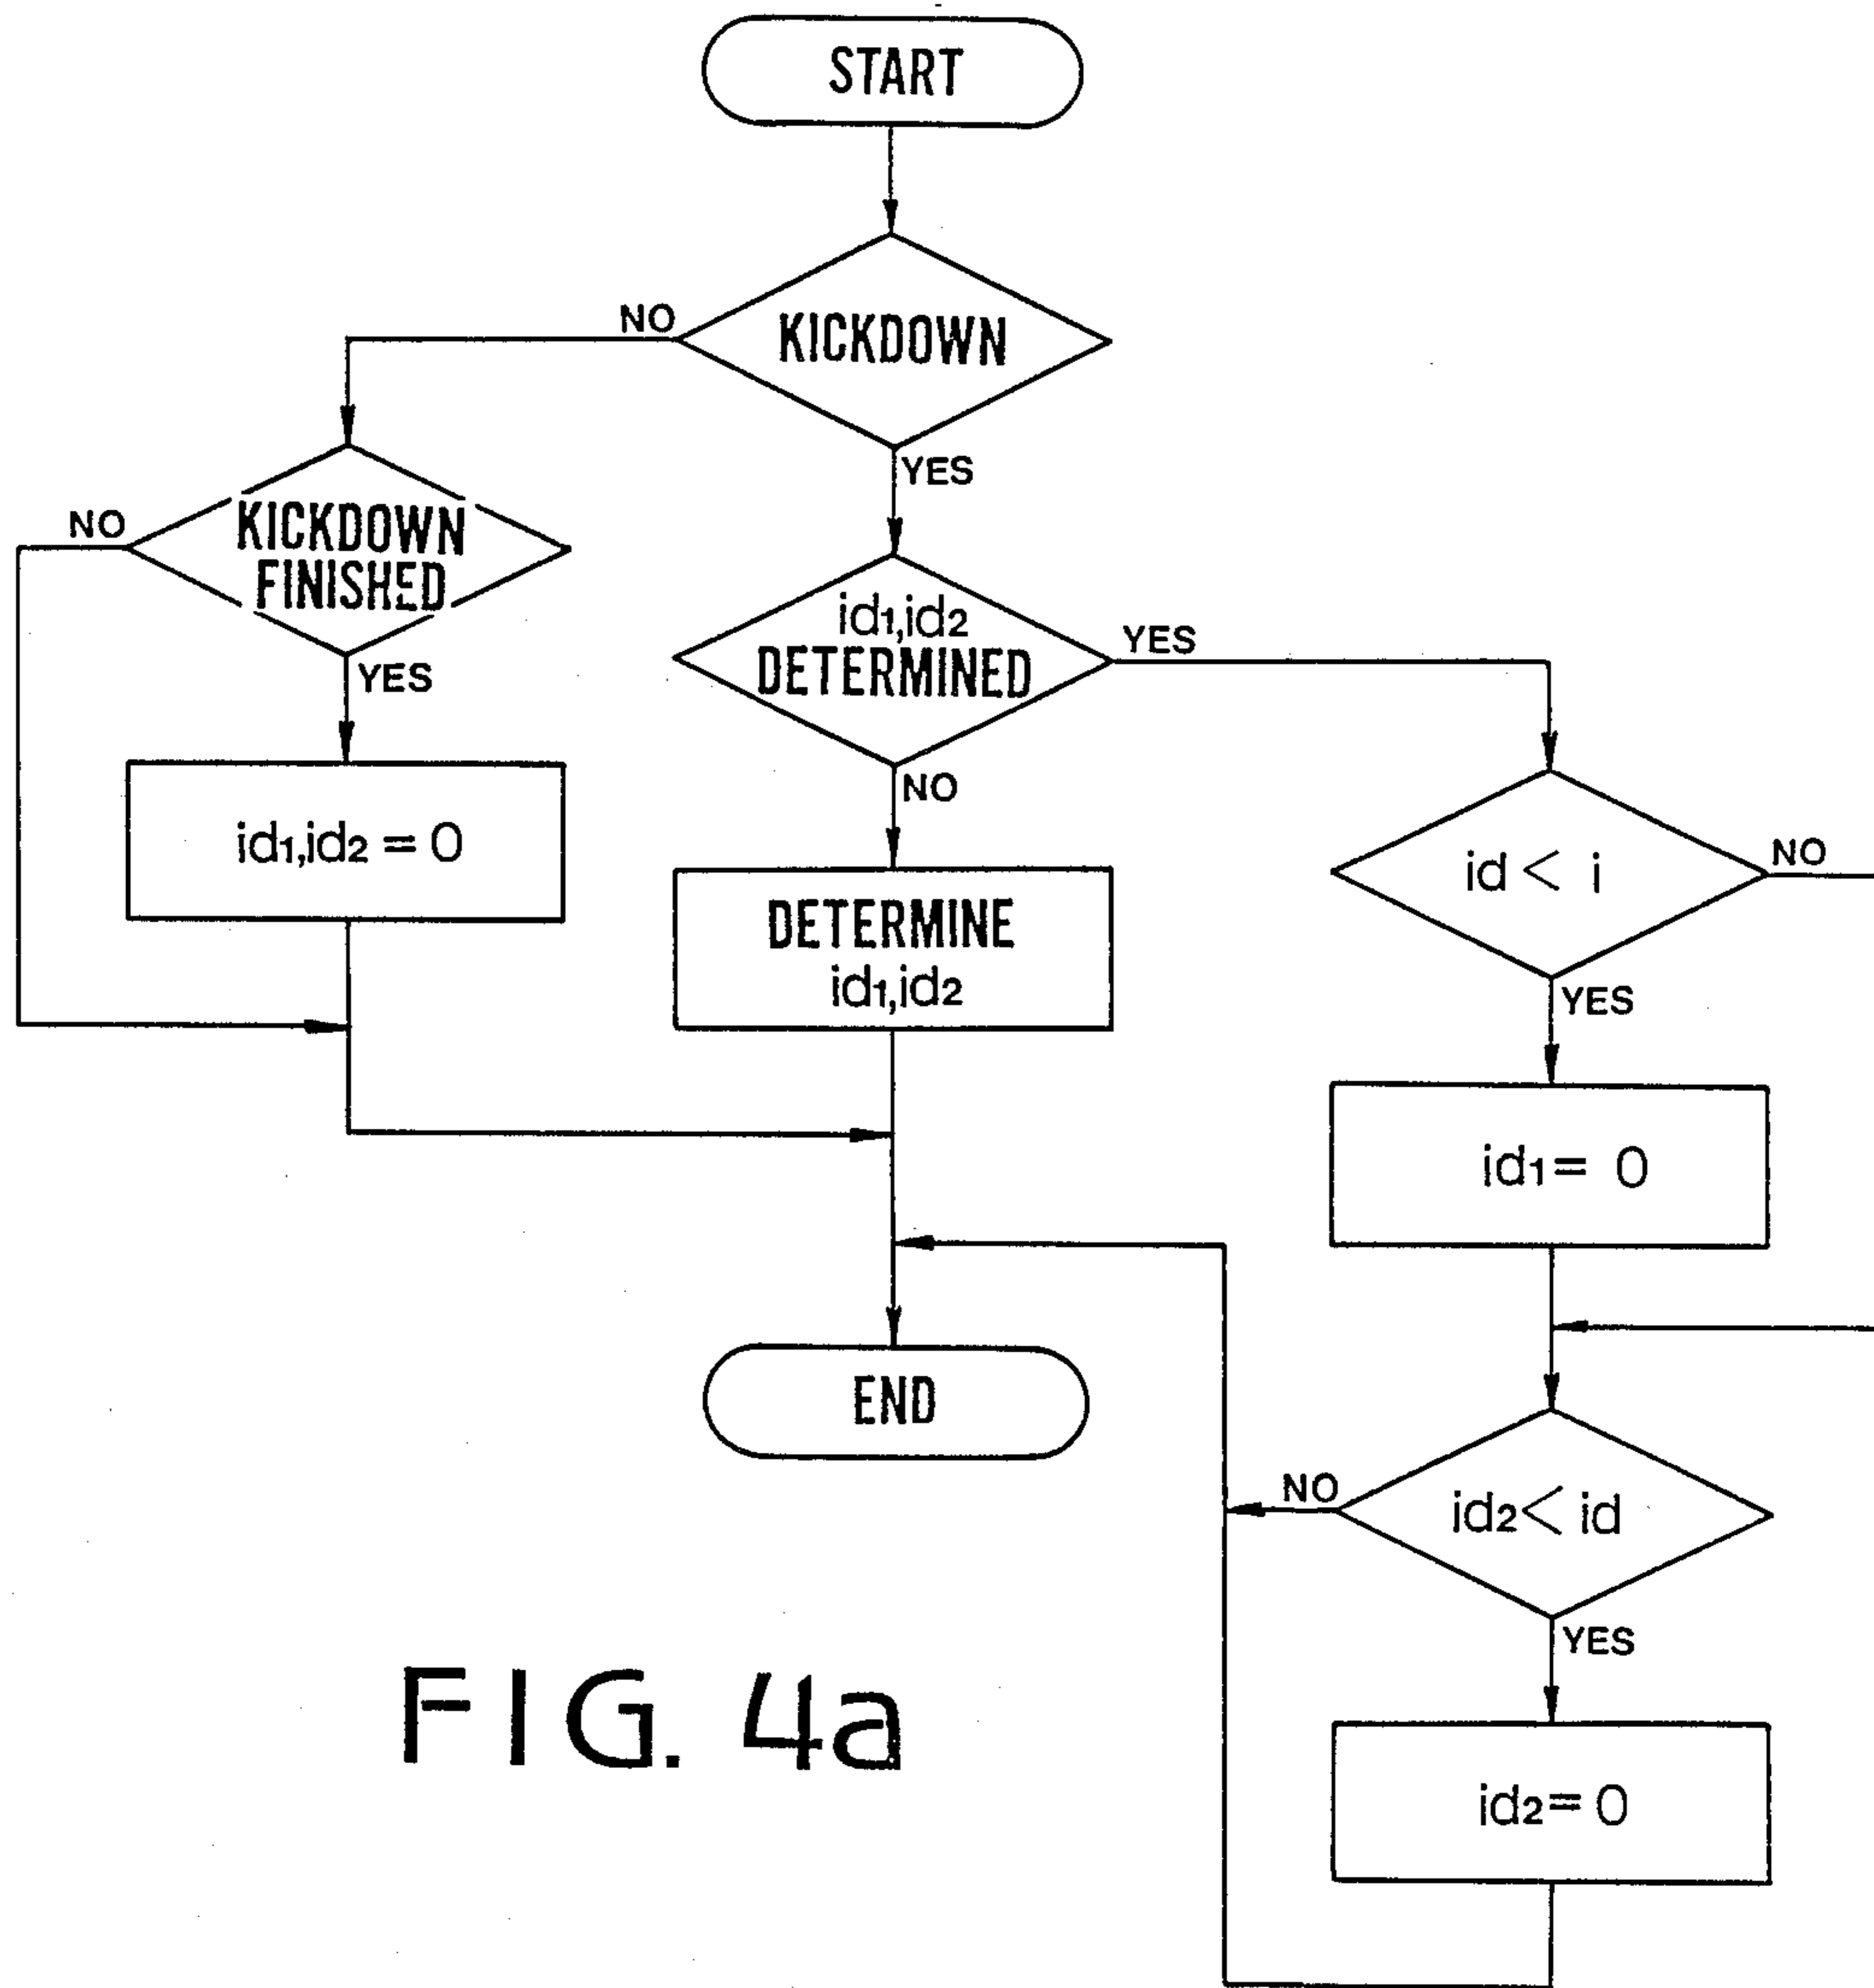 START
KICKDOWN
NO
YES
KICKDOWN
FINISHED
NO
YES
id1,id2
DETERMINED
YES
NO
id1,id2 = 0
DETERMINE
id1,id2
id < i
NO
YES
id1 = 0
END
id2 < id
NO
YES
id2 = 0
FIG. 4a